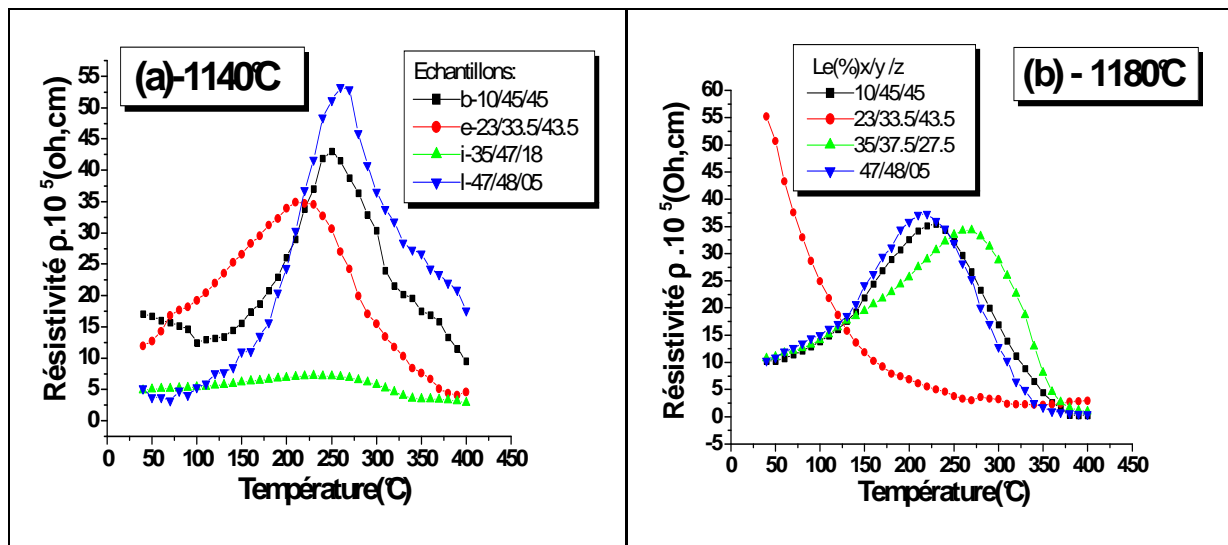 (a)-1140°C
Echantillons:
b-10/45/45
e-23/33.5/43.5
i-35/47/18
l-47/48/05
Résistivité ρ.10 5(oh,cm)
55
50
45
40
35
30
25
20
15
10
5
0
0 50 100 150 200 250 300 350 400 450
Température(°C)
(b) - 1180°C
Le(%)x/y /z
10/45/45
23/33.5/43.5
35/37.5/27.5
47/48/05
Résistivité ρ .10 5(Oh,cm)
60
55
50
45
40
35
30
25
20
15
10
5
0
-5
0 50 100 150 200 250 300 350 400 450
Température(°C)